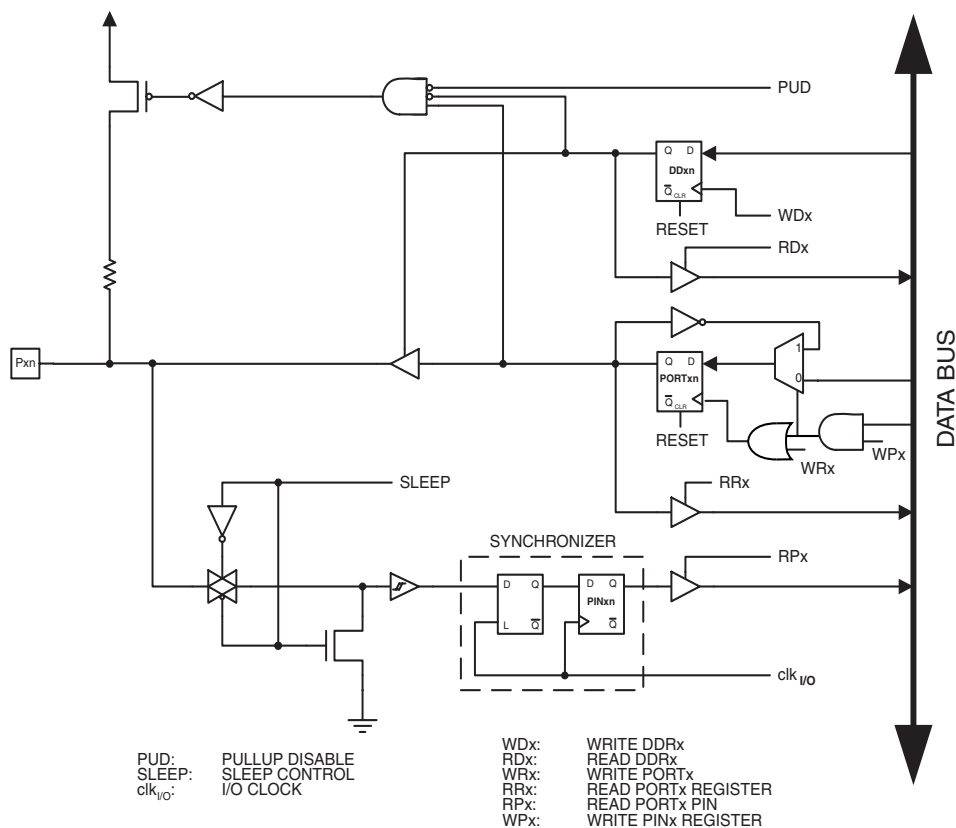 PUD
Q D
DDxn
Q CLR
WDx
RESET
RDx
Pxn
1
Q D
PORTxn
0
Q CLR
RESET
WRx
WPx
DATA BUS
SLEEP
RRx
SYNCHRONIZER
RPx
D Q
D Q
PINxn
L Q
Q
clk I/O
PUD: PULLUP DISABLE
SLEEP: SLEEP CONTROL
clkI/O: I/O CLOCK
WDx: WRITE DDRx
RDx: READ DDRx
WRx: WRITE PORTx
RRx: READ PORTx REGISTER
RPx: READ PORTx PIN
WPx: WRITE PINx REGISTER